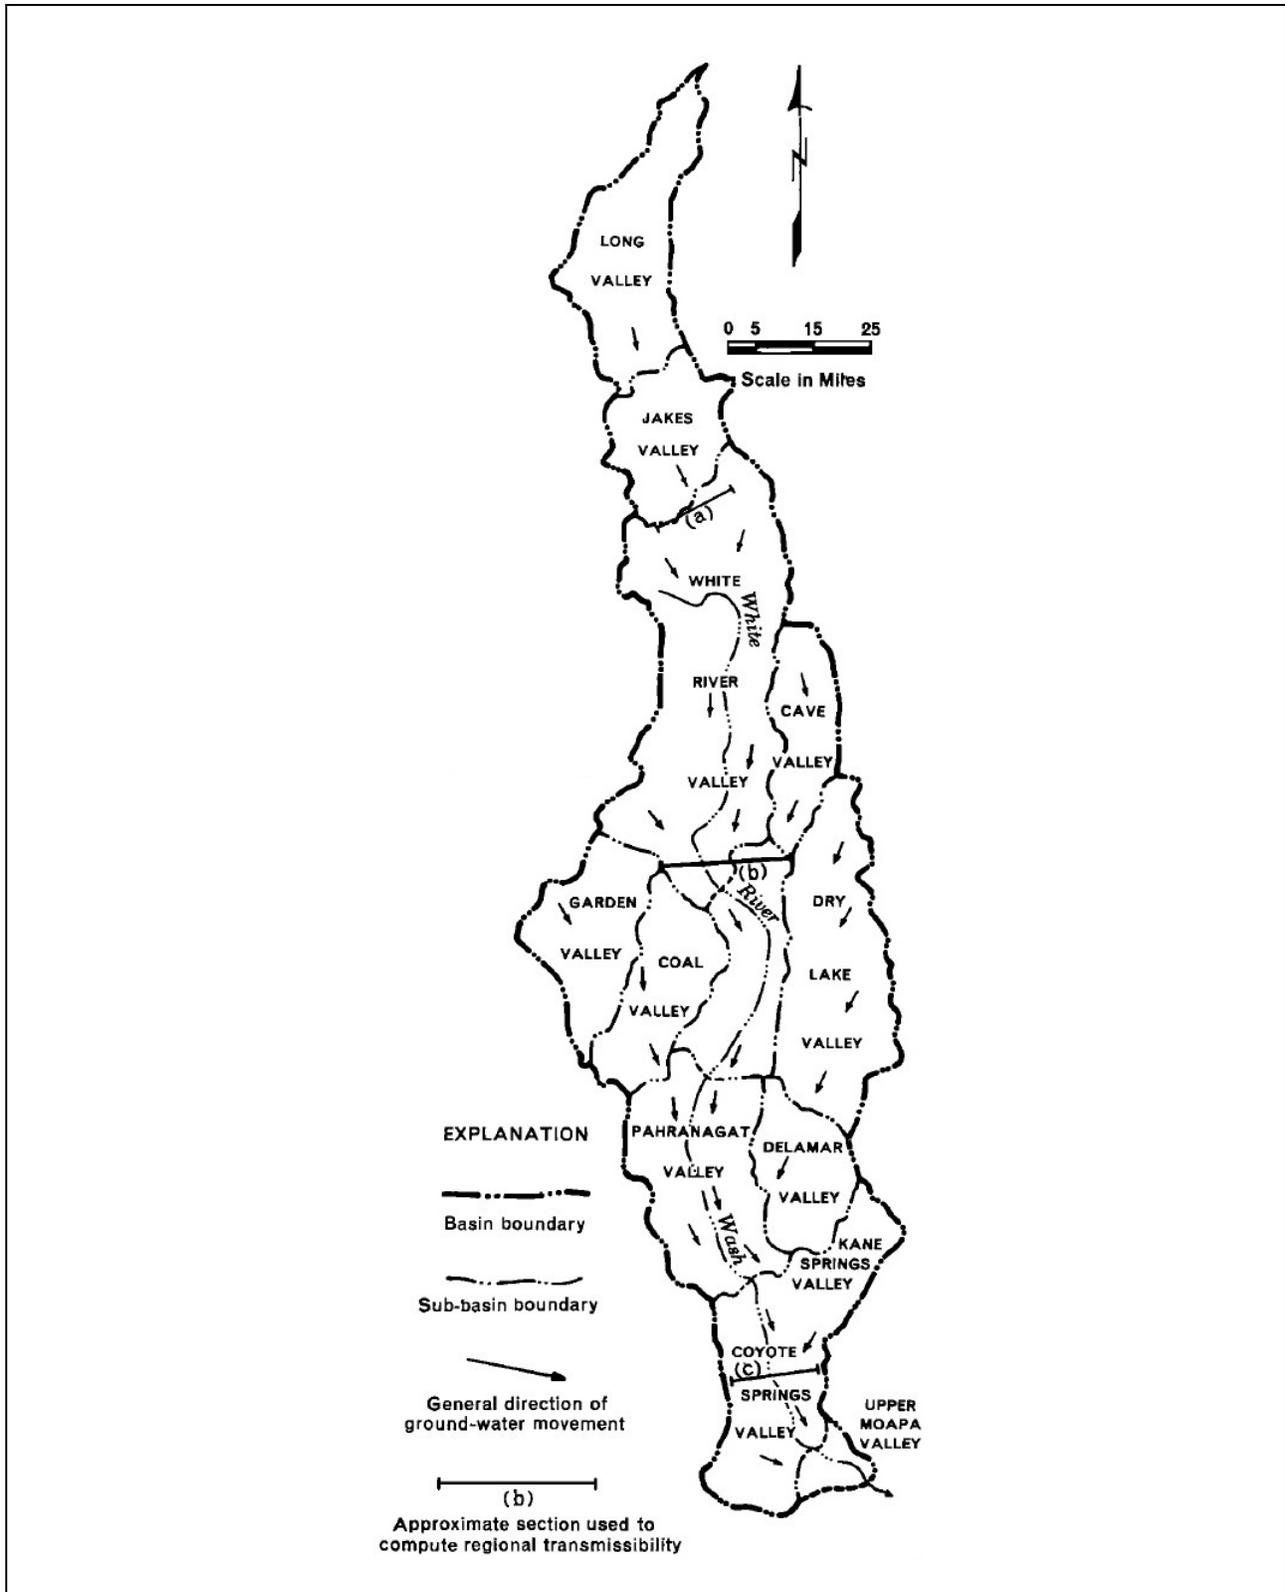 LONG
VALLEY
0 5 15 25
Scale in Miles
JAKES
VALLEY
(a)
WHITE
White
RIVER
CAVE
VALLEY
VALLEY
(b)
River
GARDEN
DRY
VALLEY
COAL
LAKE
VALLEY
VALLEY
EXPLANATION
PAHRANAGAT
DELAMAR
VALLEY
VALLEY
Basin boundary
Wash
KANE
SPRINGS
VALLEY
Sub-basin boundary
COYOTE
(c)
SPRINGS
VALLEY
General direction of
ground-water movement
UPPER
MOAPA
VALLEY
(b)
Approximate section used to
compute regional transmissibility